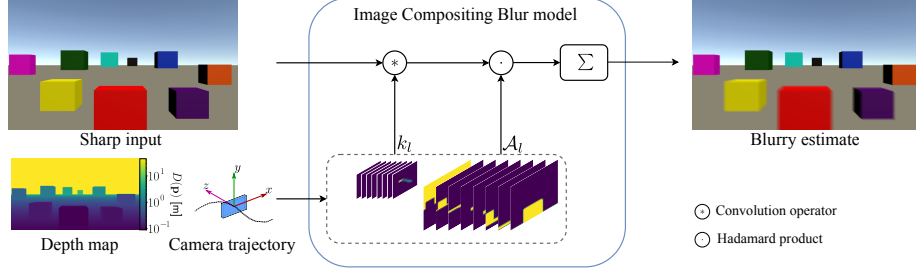 Image Compositing Blur model
*
·
∑
Sharp input
Blurry estimate
k_l
𝒜_l
10^1
10^0
10^{-1}
D(p) [m]
x
y
z
Depth map
Camera trajectory
* Convolution operator
· Hadamard product